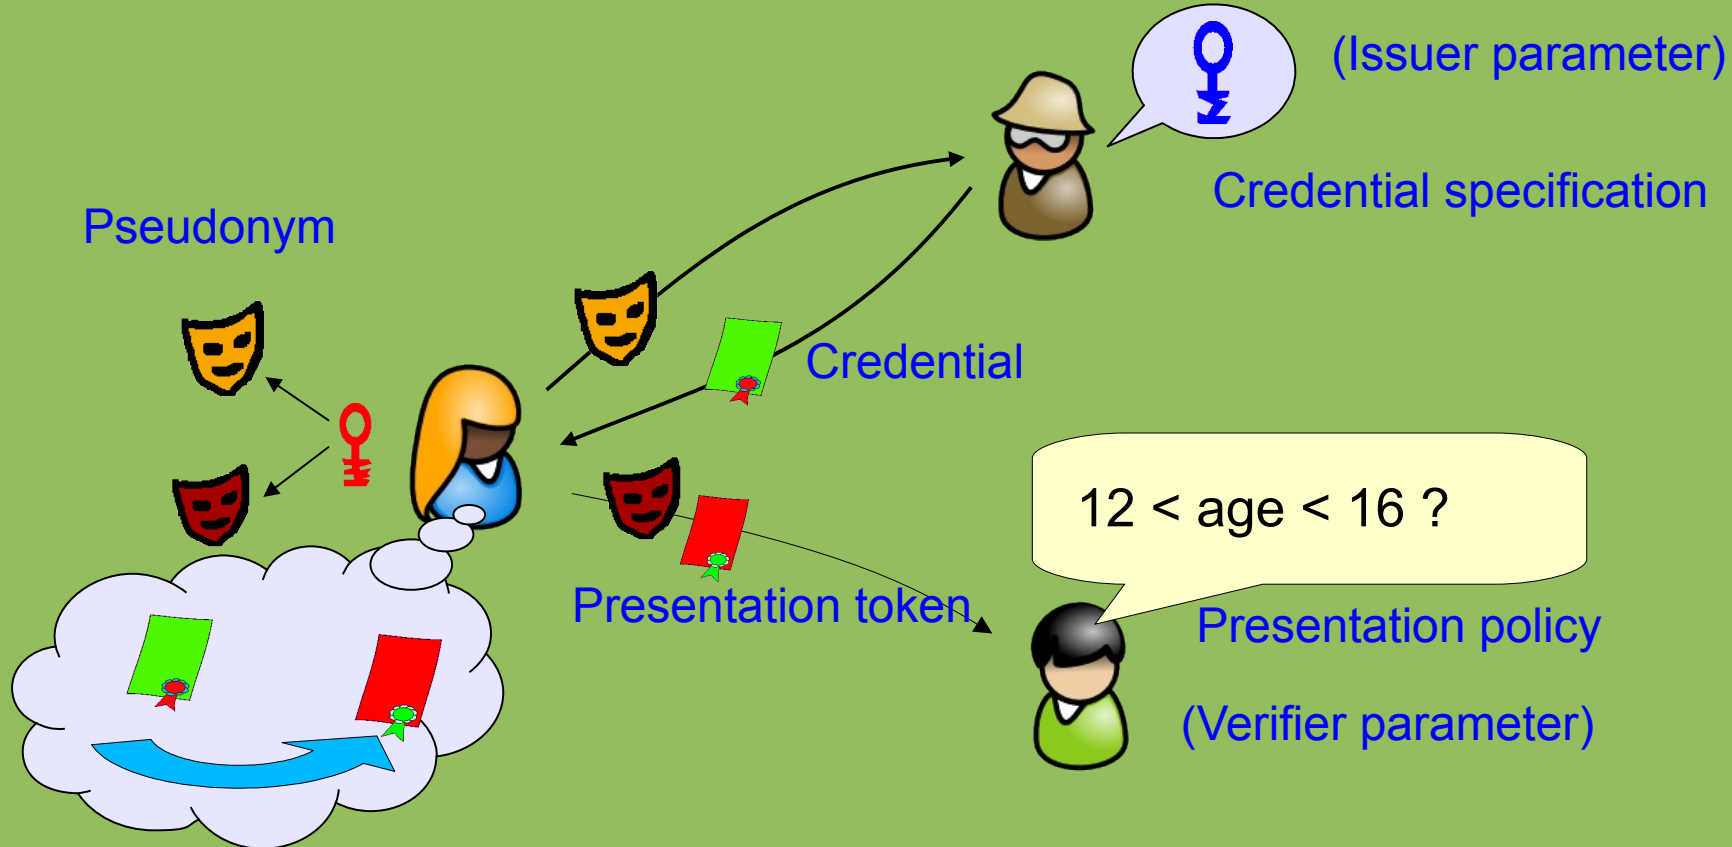 (Issuer parameter)
Credential specification
Pseudonym
Credential
12 < age < 16 ?
Presentation token
Presentation policy
(Verifier parameter)